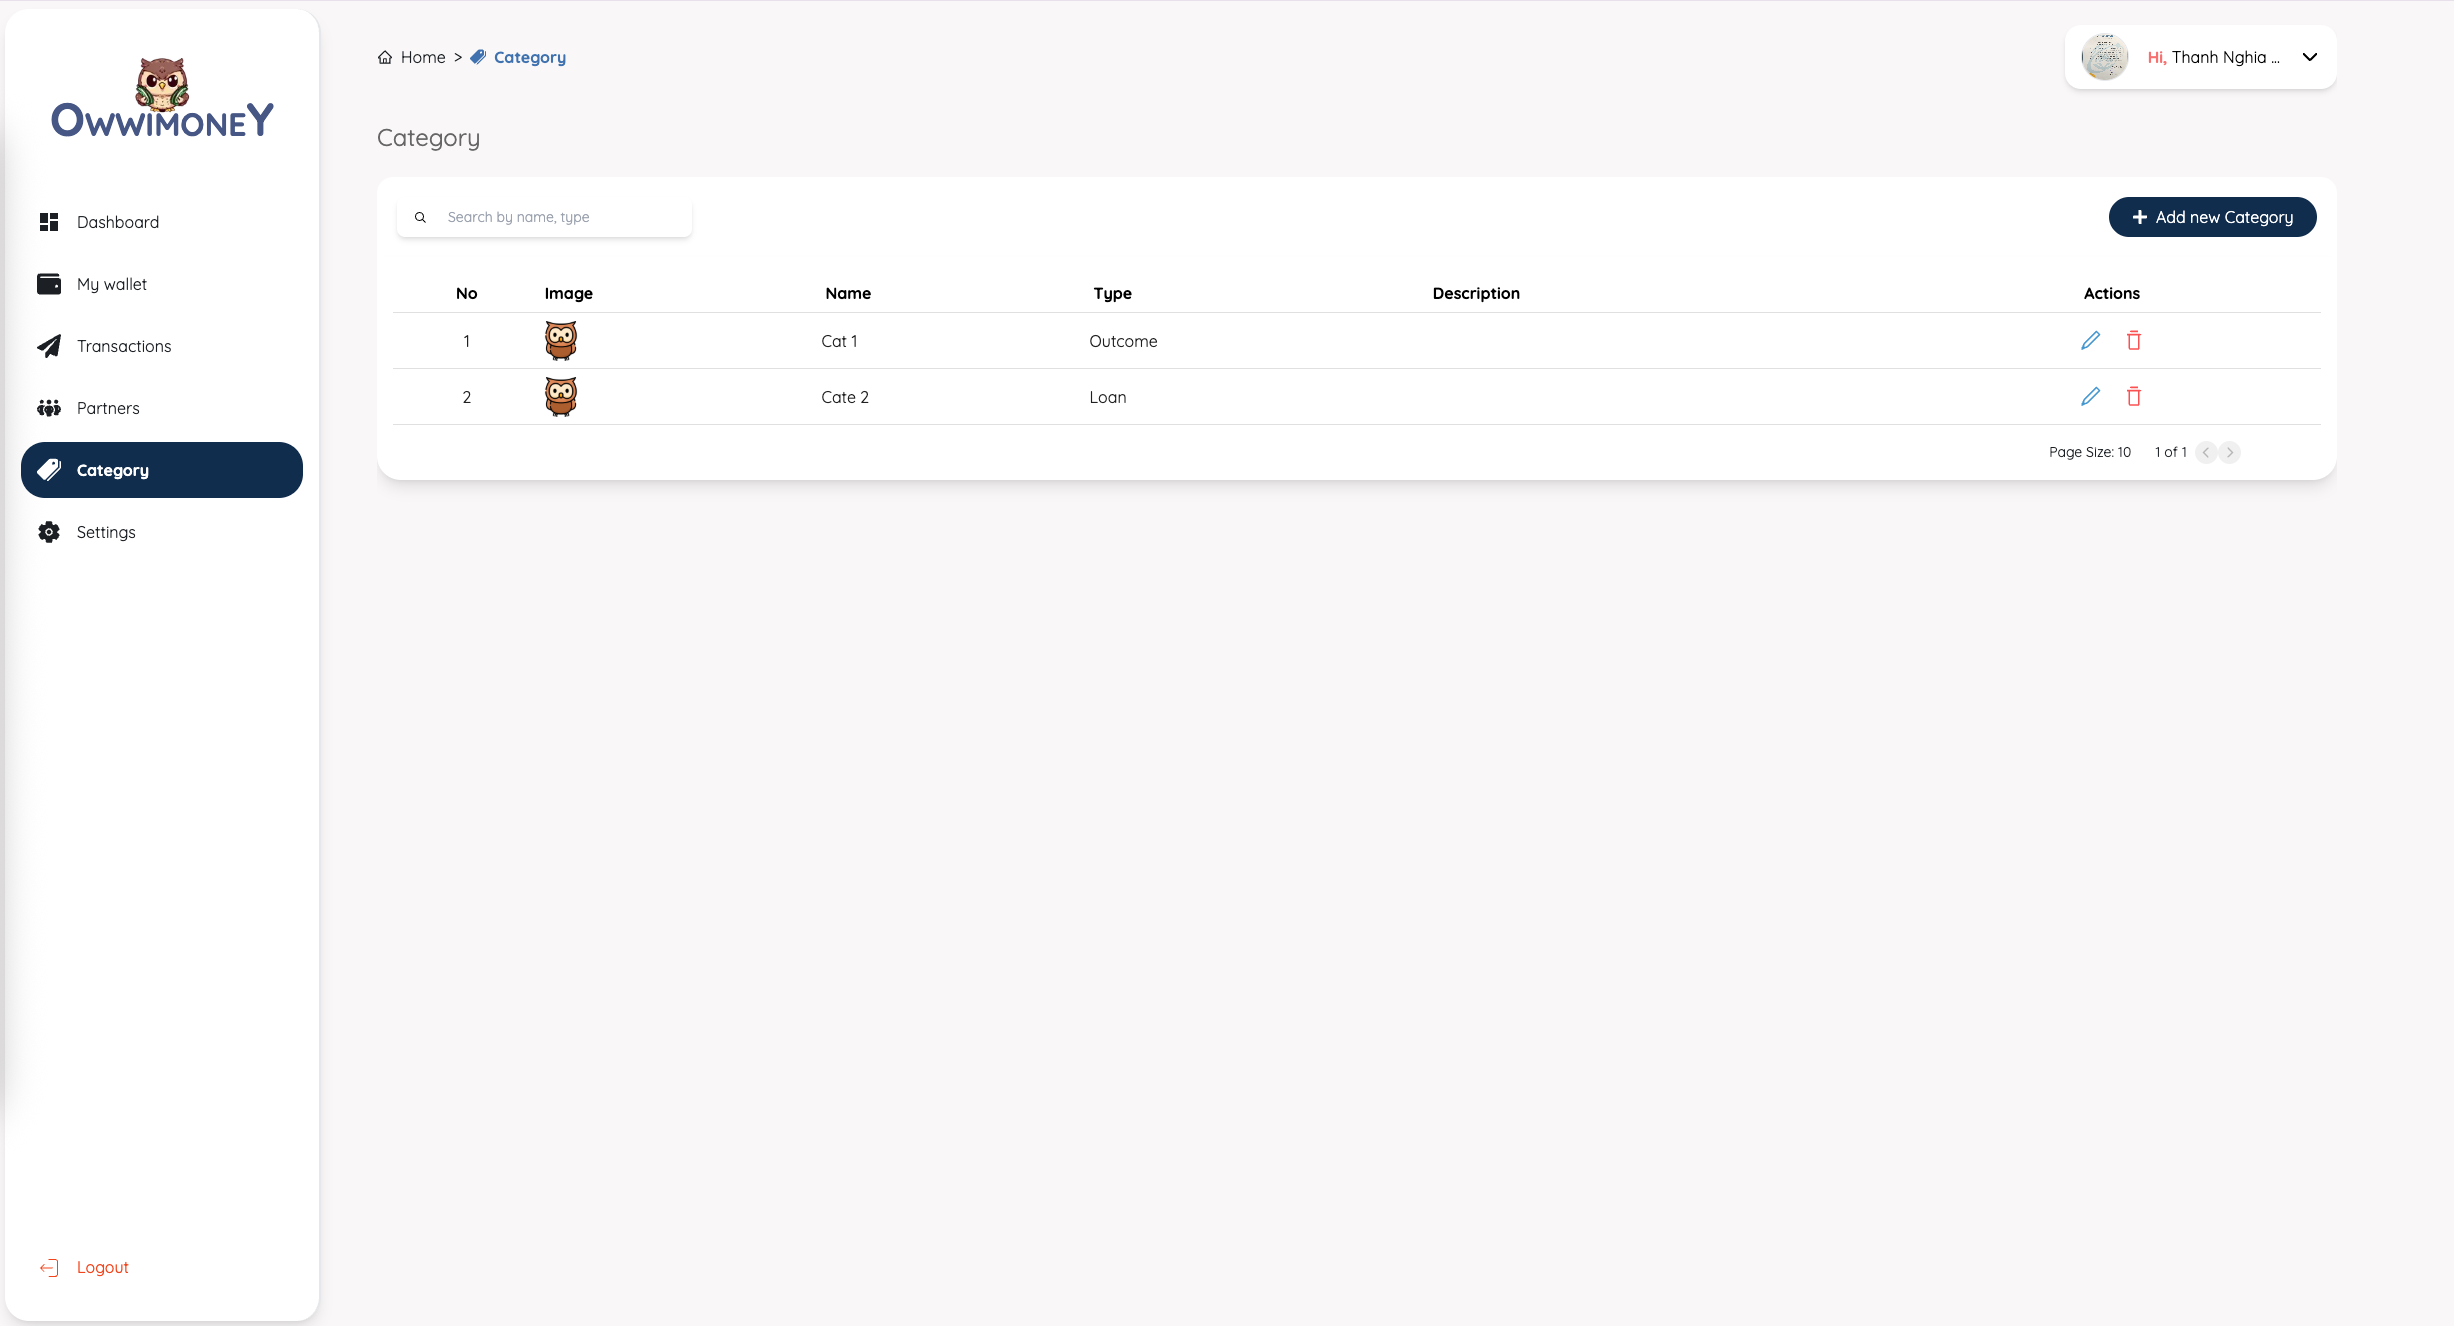 OWWIMONEY
Dashboard
My wallet
Transactions
Partners
Category
Settings
Logout
Home > Category
Hi, Thanh Nghia ...
Category
Search by name, type
Add new Category
No Image Name Type Description Actions
1 Cat 1 Outcome
2 Cate 2 Loan
Page Size: 10 1 of 1